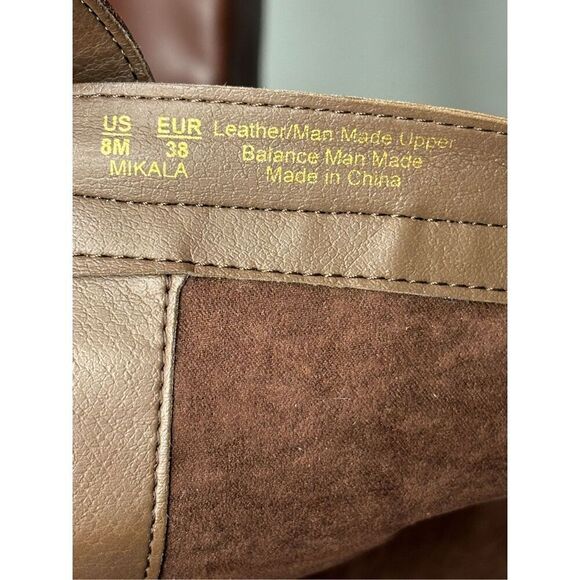 US EUR Leather/Man Made Upper
8M 38 Balance Man Made
MIKALA Made in China